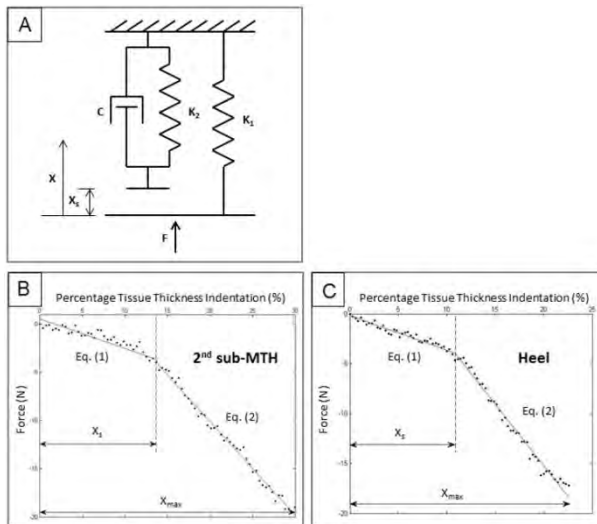 A
C
K₂
K₁
X
Xₛ
F
B
Percentage Tissue Thickness Indentation (%)
0 5 10 15 20 25 30
0
-5
-10
-15
-20
Force (N)
Eq. (1)
2nd sub-MTH
Eq. (2)
Xₛ
Xmax
C
Percentage Tissue Thickness Indentation (%)
0 5 10 15 20 25
0
-5
-10
-15
-20
Force (N)
Eq. (1)
Heel
Eq. (2)
Xₛ
Xmax